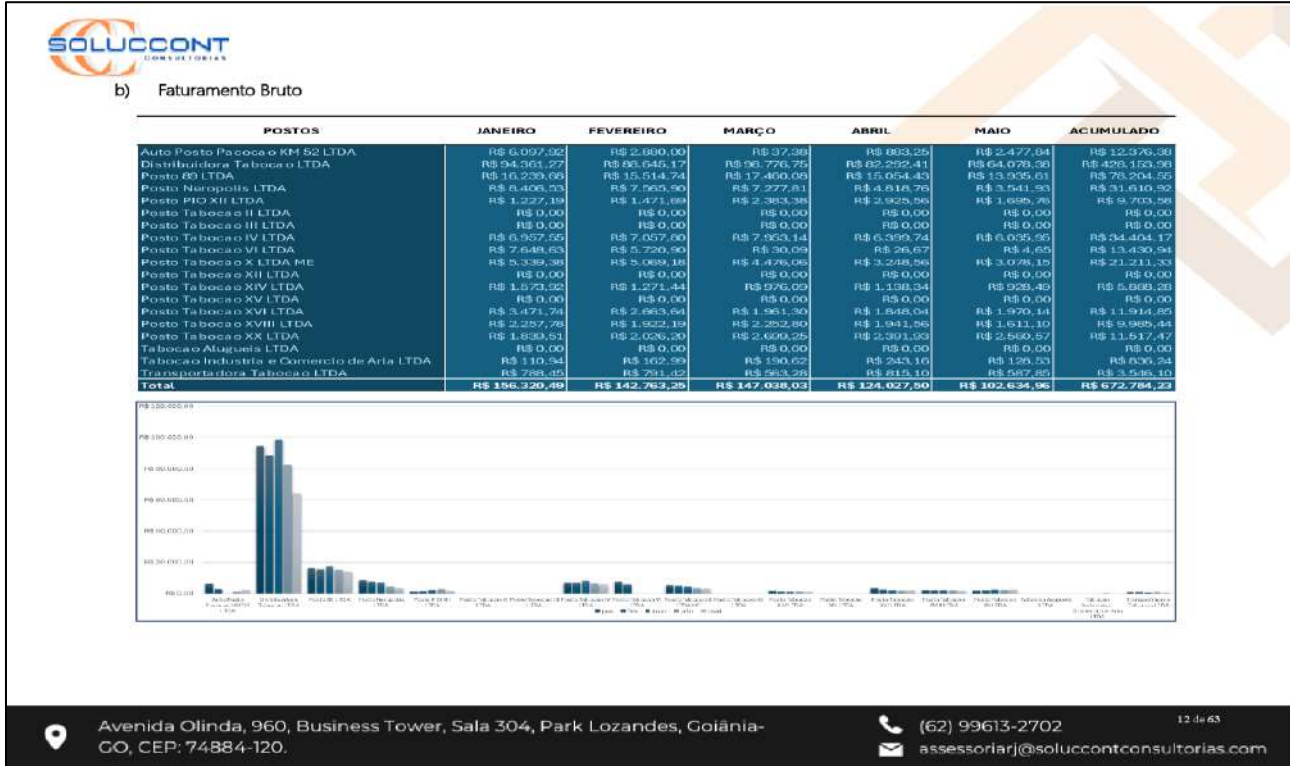 SOLUCCONT
CONSULTORIAS
b) Faturamento Bruto
POSTOS JANEIRO FEVEREIRO MARÇO ABRIL MAIO ACUMULADO
Auto Posto Pacoca o KM 52 LTDA R$ 6.097,92 R$ 2.880,00 R$ 37,38 R$ 883,25 R$ 2.477,84 R$ 12.376,38
Distribuidora Taboca o LTDA R$ 94.361,27 R$ 88.645,17 R$ 98.776,75 R$ 82.292,41 R$ 64.078,38 R$ 428.153,98
Posto 89 LTDA R$ 16.239,68 R$ 15.514,74 R$ 17.460,08 R$ 15.054,43 R$ 13.935,61 R$ 78.204,55
Posto Neropolis LTDA R$ 8.406,53 R$ 7.565,90 R$ 7.277,81 R$ 4.818,76 R$ 3.541,93 R$ 31.610,92
Posto PIO XII LTDA R$ 1.227,19 R$ 1.471,69 R$ 2.383,38 R$ 2.925,56 R$ 1.695,76 R$ 9.703,58
Posto Taboca o II LTDA R$ 0,00 R$ 0,00 R$ 0,00 R$ 0,00 R$ 0,00 R$ 0,00
Posto Taboca o III LTDA R$ 0,00 R$ 0,00 R$ 0,00 R$ 0,00 R$ 0,00 R$ 0,00
Posto Taboca o IV LTDA R$ 6.957,55 R$ 7.057,80 R$ 7.953,14 R$ 6.399,74 R$ 6.035,95 R$ 34.404,17
Posto Taboca o VI LTDA R$ 7.648,63 R$ 5.720,90 R$ 30,09 R$ 26,67 R$ 4,65 R$ 13.430,94
Posto Taboca o X LTDA ME R$ 5.339,38 R$ 5.069,18 R$ 4.476,06 R$ 3.248,56 R$ 3.078,15 R$ 21.211,33
Posto Taboca o XII LTDA R$ 0,00 R$ 0,00 R$ 0,00 R$ 0,00 R$ 0,00 R$ 0,00
Posto Taboca o XIV LTDA R$ 1.573,92 R$ 1.271,44 R$ 976,09 R$ 1.138,34 R$ 928,49 R$ 5.888,28
Posto Taboca o XV LTDA R$ 0,00 R$ 0,00 R$ 0,00 R$ 0,00 R$ 0,00 R$ 0,00
Posto Taboca o XVI LTDA R$ 3.471,74 R$ 2.663,64 R$ 1.961,30 R$ 1.848,04 R$ 1.970,14 R$ 11.914,85
Posto Taboca o XVIII LTDA R$ 2.257,78 R$ 1.922,19 R$ 2.252,80 R$ 1.941,56 R$ 1.611,10 R$ 9.985,44
Posto Taboca o XX LTDA R$ 1.839,51 R$ 2.026,20 R$ 2.699,25 R$ 2.391,93 R$ 2.560,57 R$ 11.517,47
Taboca o Alugueis LTDA R$ 0,00 R$ 0,00 R$ 0,00 R$ 0,00 R$ 0,00 R$ 0,00
Taboca o Industria e Comercio de Arla LTDA R$ 110,94 R$ 162,99 R$ 190,62 R$ 243,16 R$ 128,53 R$ 836,24
Transportadora Taboca o LTDA R$ 788,45 R$ 791,42 R$ 563,28 R$ 815,10 R$ 587,85 R$ 3.546,10
Total R$ 156.320,49 R$ 142.763,25 R$ 147.038,03 R$ 124.027,50 R$ 102.634,96 R$ 672.784,23
Avenida Olinda, 960, Business Tower, Sala 304, Park Lozandes, Goiânia-
GO, CEP: 74884-120.
(62) 99613-2702
assessoriarj@soluccontconsultorias.com
12 de 63